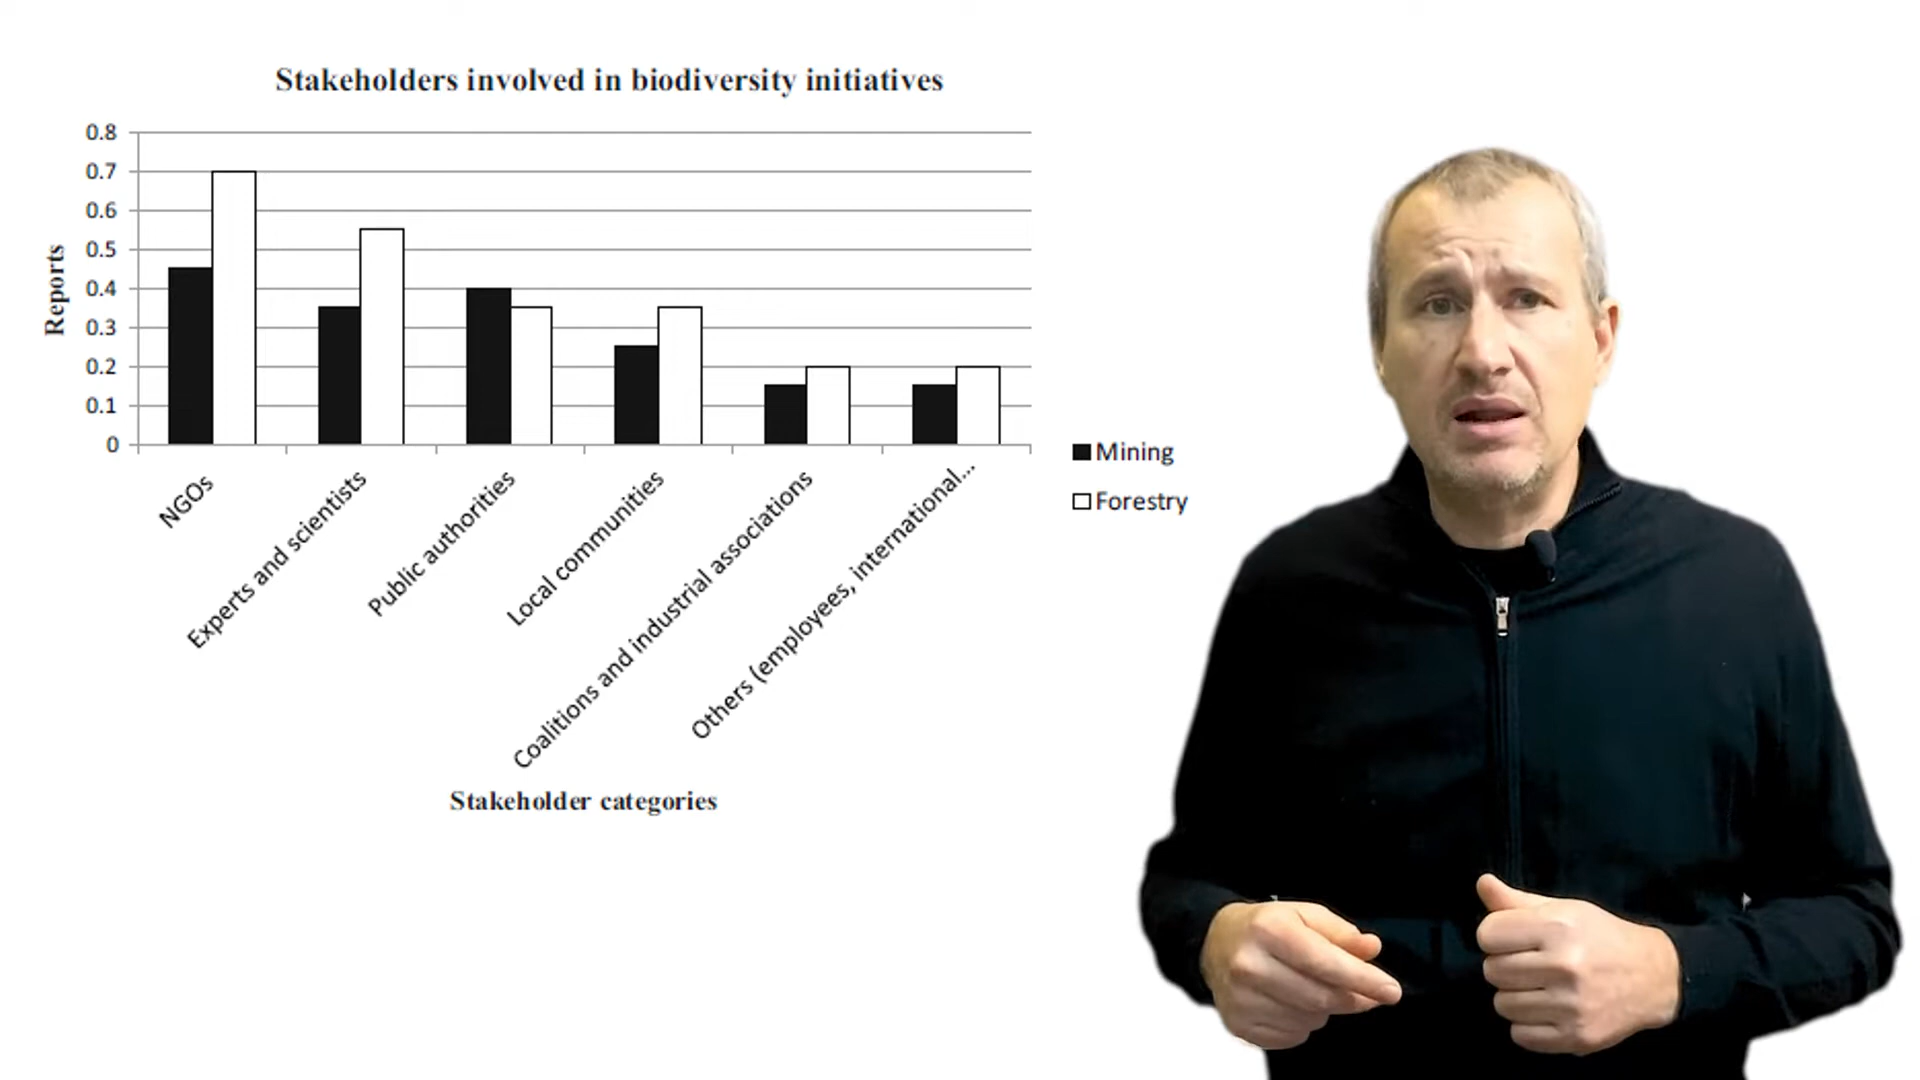 Stakeholders involved in biodiversity initiatives
0.8
0.7
0.6
0.5
0.4
0.3
0.2
0.1
0
Reports
NGOs
Experts and scientists
Public authorities
Local communities
Coalitions and industrial associations
Others (employees, international...
Stakeholder categories
Mining
Forestry